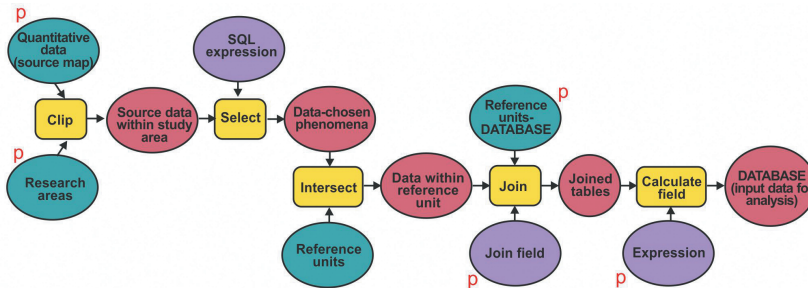 p
Quantitative
data
(source map)
SQL
expression
Clip
Source data
within study
area
Select
Data-chosen
phenomena
Reference
units-
DATABASE
p
p
Research
areas
Intersect
Data within
reference
unit
Join
Joined
tables
Calculate
field
DATABASE
(input data fo
analysis)
Reference
units
Join field
p
Expression
p